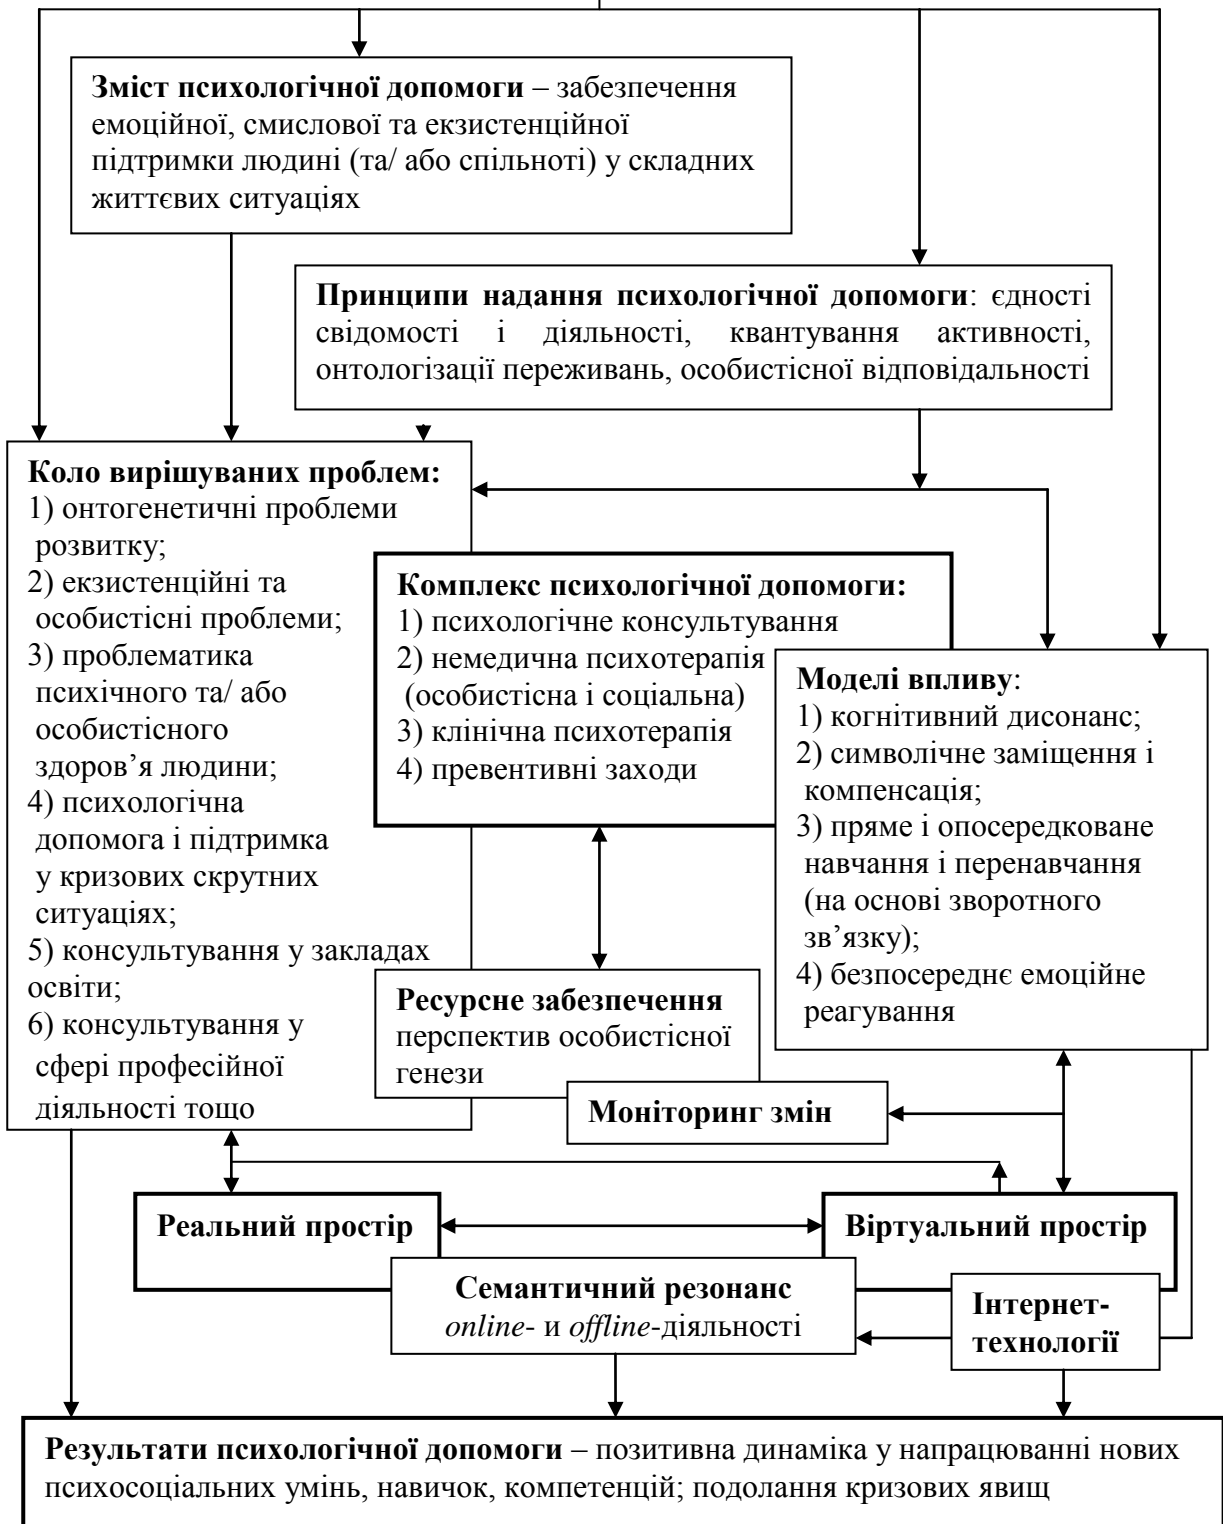 Зміст психологічної допомоги – забезпечення
емоційної, смислової та екзистенційної
підтримки людині (та/ або спільноті) у складних
життєвих ситуаціях
Принципи надання психологічної допомоги: єдності
свідомості і діяльності, квантування активності,
онтологізації переживань, особистісної відповідальності
Коло вирішуваних проблем:
1) онтогенетичні проблеми
розвитку;
2) екзистенційні та
особистісні проблеми;
3) проблематика
психічного та/ або
особистісного
здоров’я людини;
4) психологічна
допомога і підтримка
у кризових скрутних
ситуаціях;
5) консультування у закладах
освіти;
6) консультування у
сфері професійної
діяльності тощо
Комплекс психологічної допомоги:
1) психологічне консультування
2) немедична психотерапія
(особистісна і соціальна)
3) клінічна психотерапія
4) превентивні заходи
Моделі впливу:
1) когнітивний дисонанс;
2) символічне заміщення і
компенсація;
3) пряме і опосередковане
навчання і перенавчання
(на основі зворотного
зв’язку);
4) безпосереднє емоційне
реагування
Ресурсне забезпечення
перспектив особистісної
генези
Моніторинг змін
Реальний простір
Віртуальний простір
Семантичний резонанс
online- и offline-діяльності
Інтернет-
технології
Результати психологічної допомоги – позитивна динаміка у напрацюванні нових
психосоціальних умінь, навичок, компетенцій; подолання кризових явищ